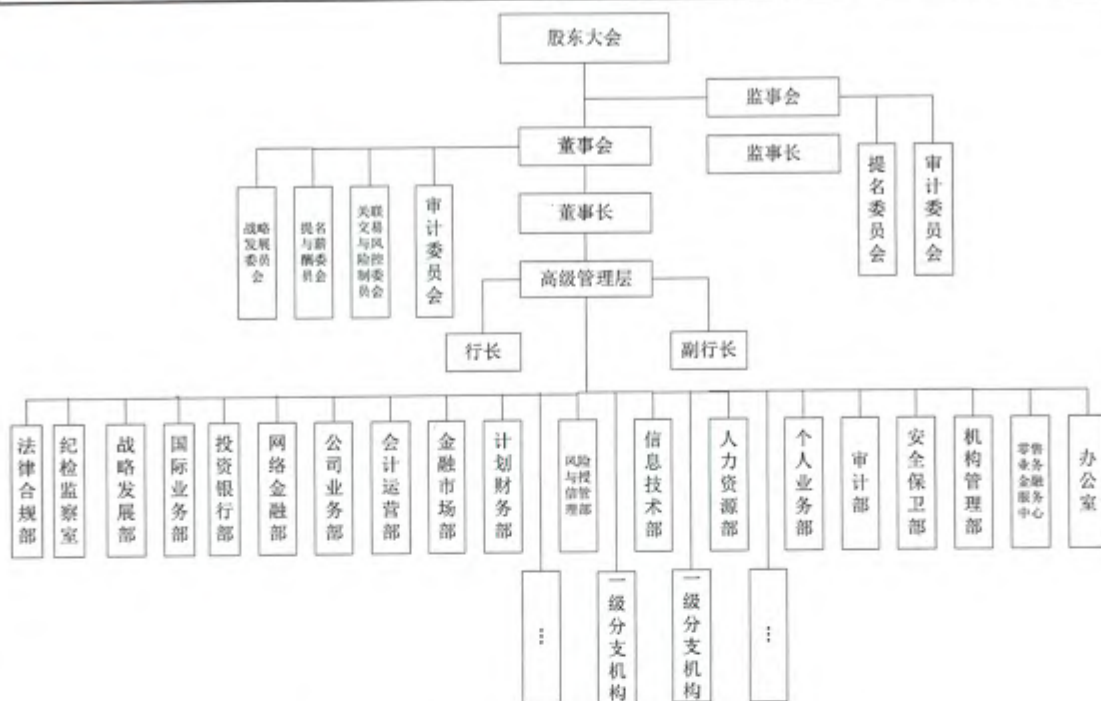 股东大会
监事会
董事会
监事长
提名委员会
审计委员会
战略发展委员会
提名与薪酬委员会
关联交易与风险控制委员会
审计委员会
董事长
高级管理层
行长
副行长
法律合规部
纪检监察室
战略发展部
国际业务部
投资银行部
网络金融部
公司业务部
会计运营部
金融市场部
计划财务部
风险与授信管理部
信息技术部
人力资源部
个人业务部
审计部
安全保卫部
机构管理部
零售业务金融服务中心
办公室
…
一级分支机构
一级分支机构
…